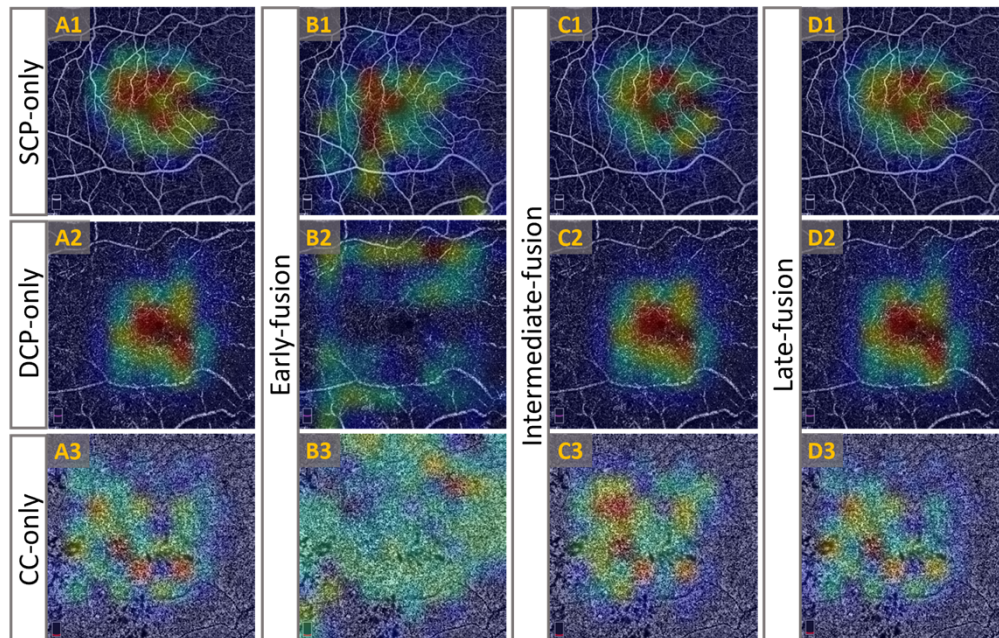 SCP-only
A1
B1
C1
D1
DCP-only
A2
B2
C2
D2
CC-only
A3
B3
C3
D3
Early-fusion
Intermediate-fusion
Late-fusion